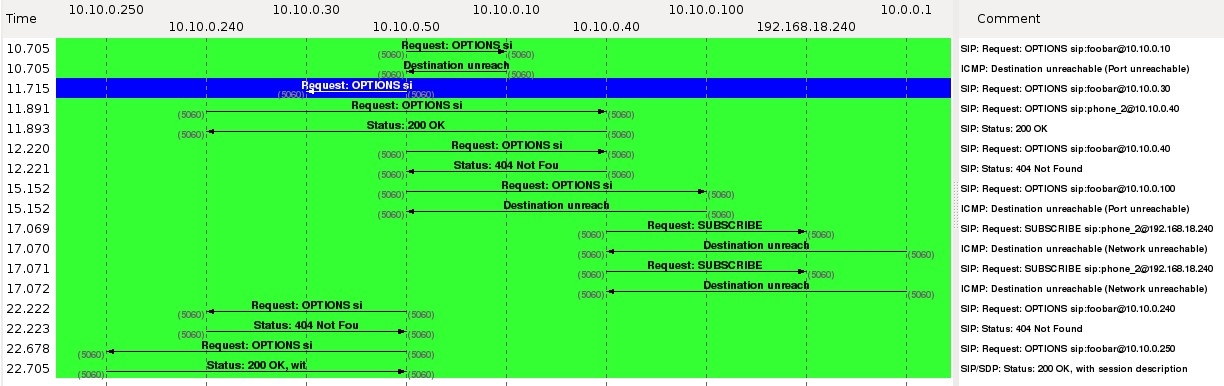 10.10.0.250 10.10.0.30 10.10.0.10 10.10.0.100 10.0.0.1
Time Comment
10.10.0.240 10.10.0.50 10.10.0.40 192.168.18.240
10.705 Request: OPTIONS si (5060) (5060) SIP: Request: OPTIONS sip:foobar@10.10.0.10
10.705 Destination unreach (5060) (5060) ICMP: Destination unreachable (Port unreachable)
11.715 Request: OPTIONS si (5060) (5060) SIP: Request: OPTIONS sip:foobar@10.10.0.30
11.891 Request: OPTIONS si (5060) (5060) SIP: Request: OPTIONS sip:phone_2@10.10.0.40
11.893 Status: 200 OK (5060) (5060) SIP: Status: 200 OK
12.220 Request: OPTIONS si (5060) (5060) SIP: Request: OPTIONS sip:foobar@10.10.0.40
12.221 Status: 404 Not Fou (5060) (5060) SIP: Status: 404 Not Found
15.152 Request: OPTIONS si (5060) (5060) SIP: Request: OPTIONS sip:foobar@10.10.0.100
15.152 Destination unreach (5060) (5060) ICMP: Destination unreachable (Port unreachable)
17.069 Request: SUBSCRIBE (5060) (5060) SIP: Request: SUBSCRIBE sip:phone_2@192.168.18.240
17.070 Destination unreach (5060) (5060) ICMP: Destination unreachable (Network unreachable)
17.071 Request: SUBSCRIBE (5060) (5060) SIP: Request: SUBSCRIBE sip:phone_2@192.168.18.240
17.072 Destination unreach (5060) (5060) ICMP: Destination unreachable (Network unreachable)
22.222 Request: OPTIONS si (5060) (5060) SIP: Request: OPTIONS sip:foobar@10.10.0.240
22.223 Status: 404 Not Fou (5060) (5060) SIP: Status: 404 Not Found
22.678 Request: OPTIONS si (5060) (5060) SIP: Request: OPTIONS sip:foobar@10.10.0.250
22.705 Status: 200 OK, wit (5060) (5060) SIP/SDP: Status: 200 OK, with session description